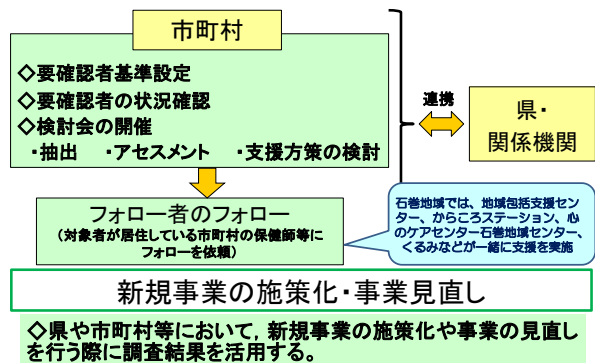 市町村
◇要確認者基準設定
◇要確認者の状況確認
◇検討会の開催
・抽出 ・アセスメント ・支援方策の検討
連携
県・
関係機関
フォロー者のフォロー
(対象者が居住している市町村の保健師等に
フォローを依頼)
石巻地域では、地域包括支援セン
ター、からころステーション、心
のケアセンター石巻地域センター、
くるみなどが一緒に支援を実施
新規事業の施策化・事業見直し
◇県や市町村等において,新規事業の施策化や事業の見直し
を行う際に調査結果を活用する。